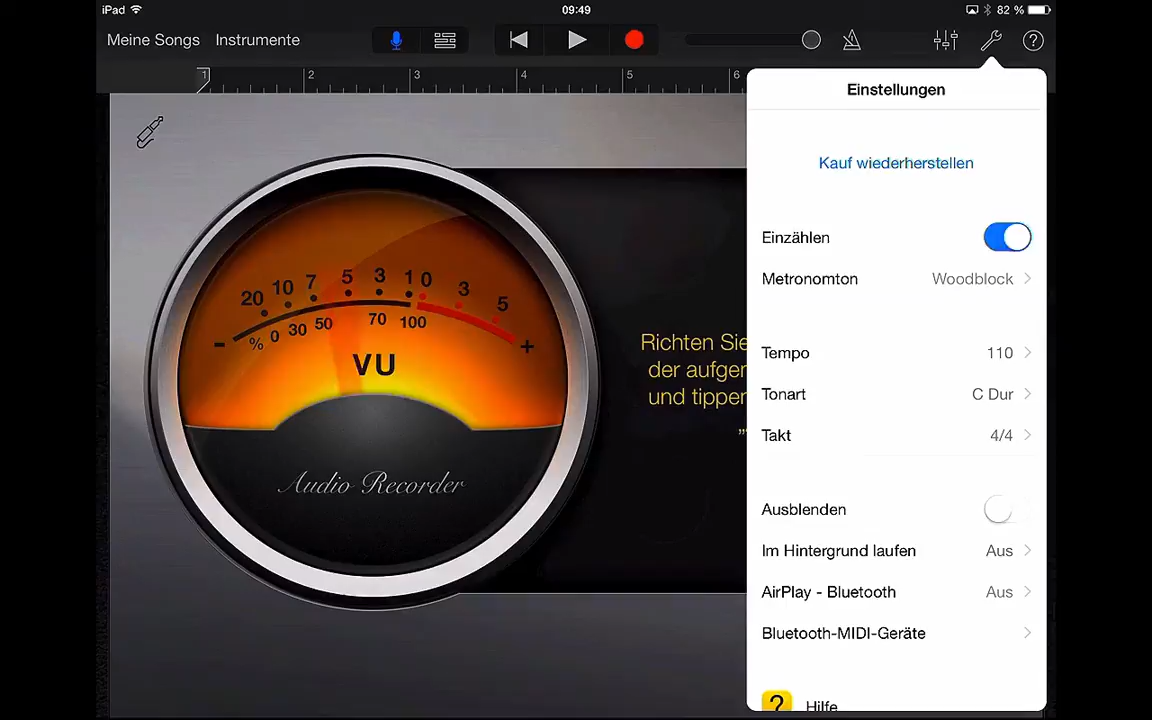 iPad 09:49 82 %
Meine Songs Instrumente
1 2 3 4 5 6
Einstellungen
Kauf wiederherstellen
Einzählen
Metronomton Woodblock
Tempo 110
Tonart C Dur
Takt 4/4
Ausblenden
Im Hintergrund laufen Aus
AirPlay - Bluetooth Aus
Bluetooth-MIDI-Geräte
? Hilfe
20 10 7 5 3 1 0 3 5
- % 0 30 50 70 100 +
VU
Audio Recorder
Richten Sie
der aufger
und tippen